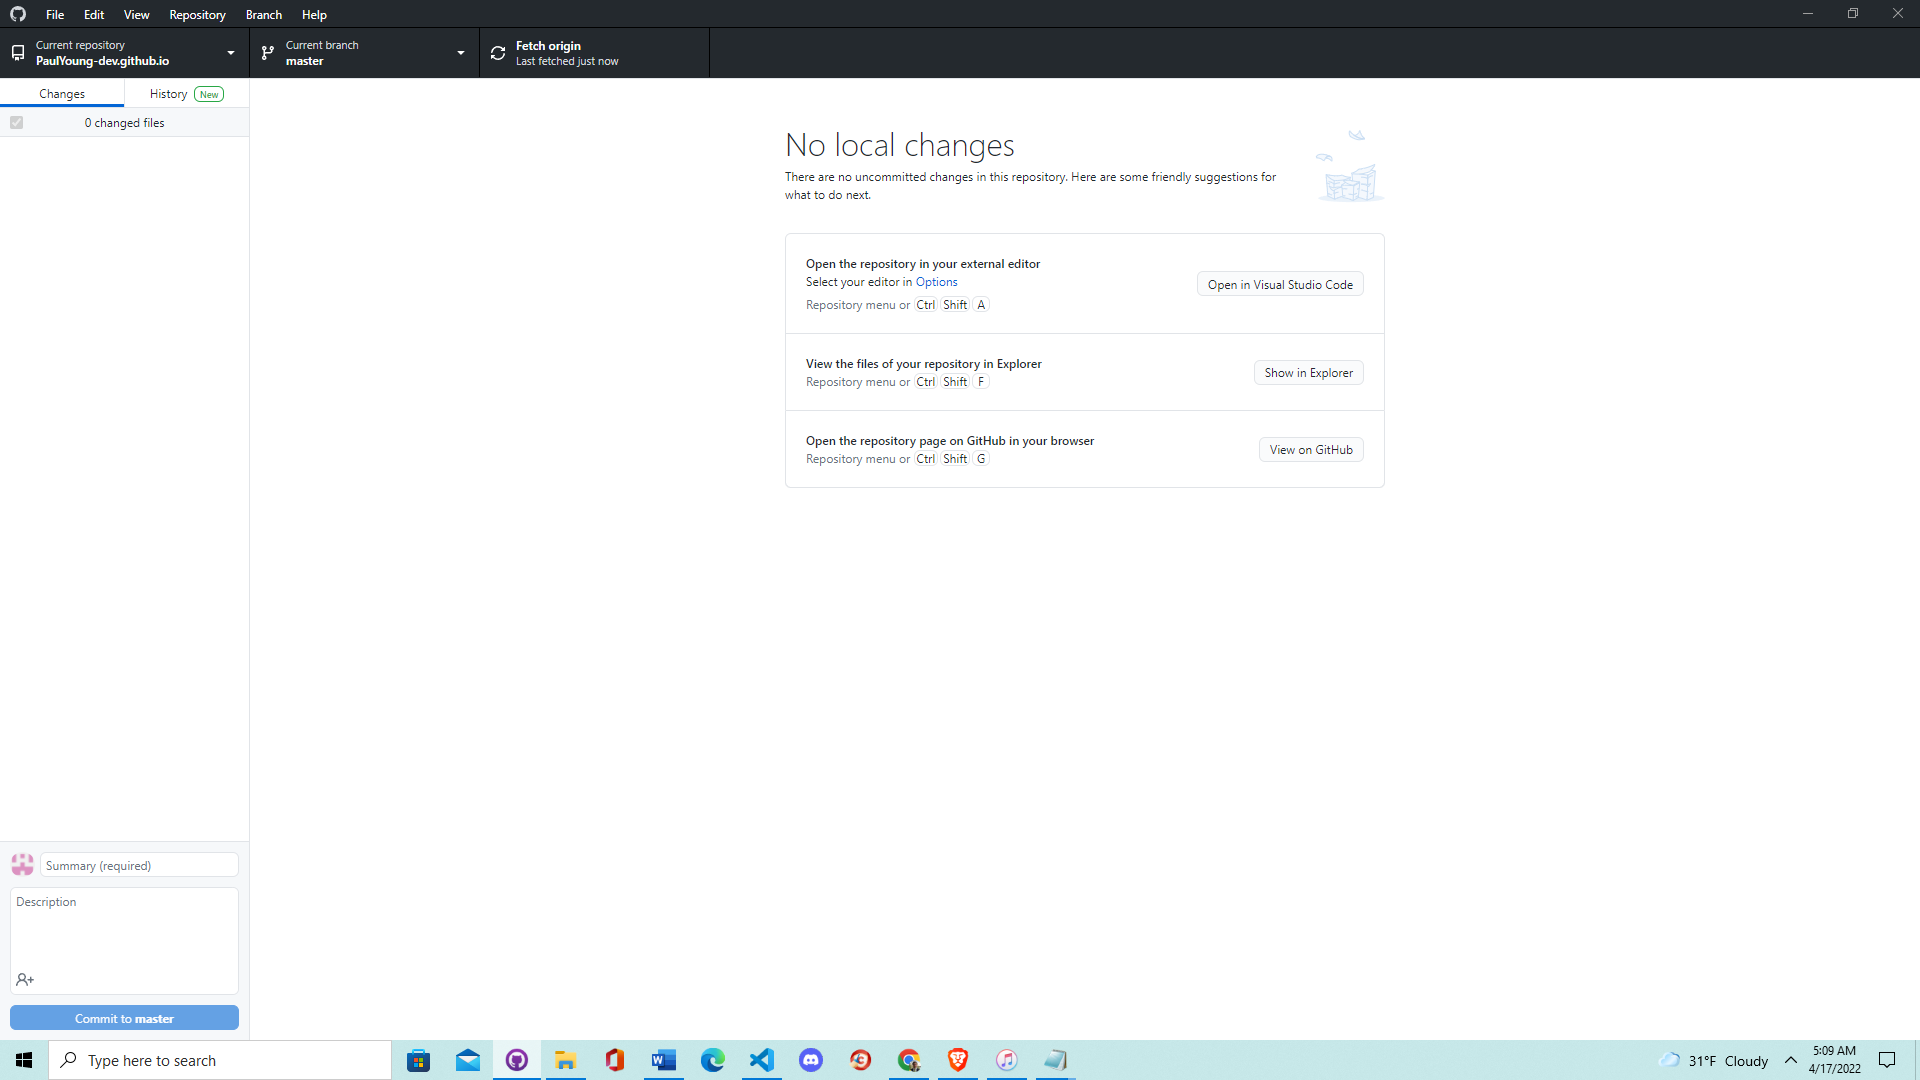 File Edit View Repository Branch Help
Current repository
PaulYoung-dev.github.io
Current branch
master
Fetch origin
Last fetched just now
Changes
History New
0 changed files
No local changes
There are no uncommitted changes in this repository. Here are some friendly suggestions for
what to do next.
Open the repository in your external editor
Select your editor in Options
Repository menu or Ctrl Shift A
Open in Visual Studio Code
View the files of your repository in Explorer
Repository menu or Ctrl Shift F
Show in Explorer
Open the repository page on GitHub in your browser
Repository menu or Ctrl Shift G
View on GitHub
Summary (required)
Description
Commit to master
Type here to search
31°F Cloudy
5:09 AM
4/17/2022